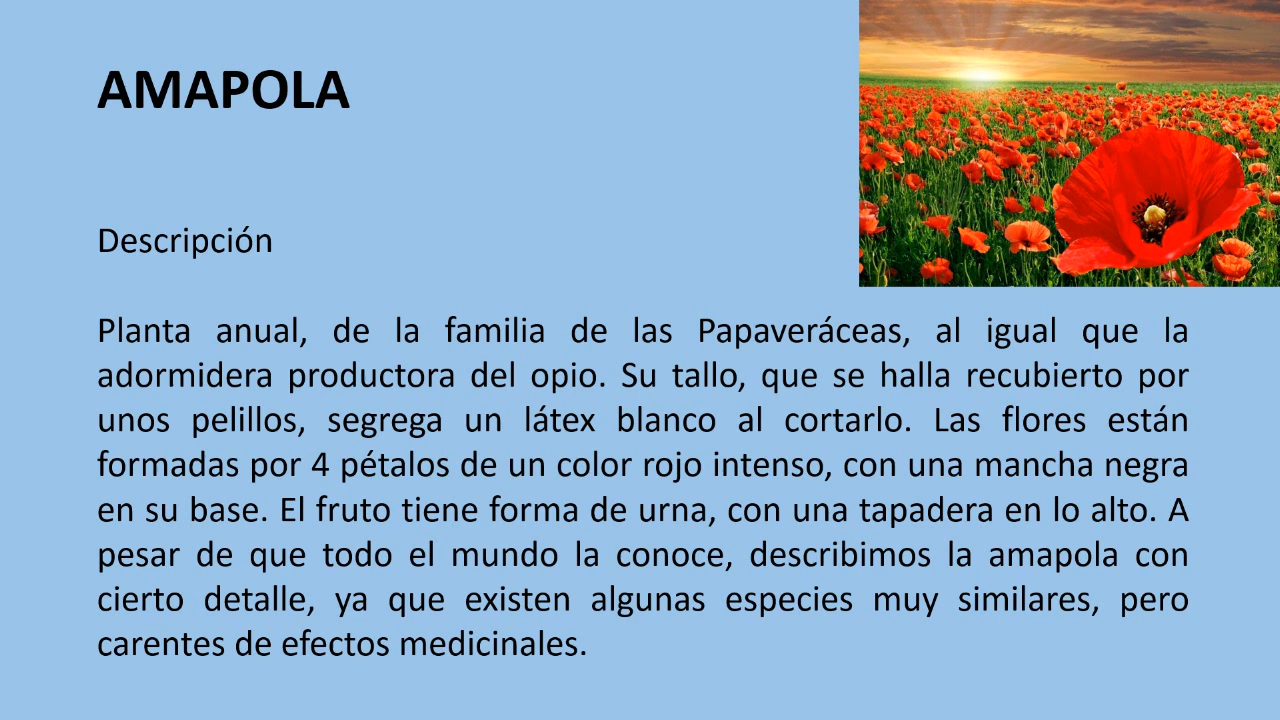 AMAPOLA
Descripción
Planta anual, de la familia de las Papaveráceas, al igual que la
adormidera productora del opio. Su tallo, que se halla recubierto por
unos pelillos, segrega un látex blanco al cortarlo. Las flores están
formadas por 4 pétalos de un color rojo intenso, con una mancha negra
en su base. El fruto tiene forma de urna, con una tapadera en lo alto. A
pesar de que todo el mundo la conoce, describimos la amapola con
cierto detalle, ya que existen algunas especies muy similares, pero
carentes de efectos medicinales.